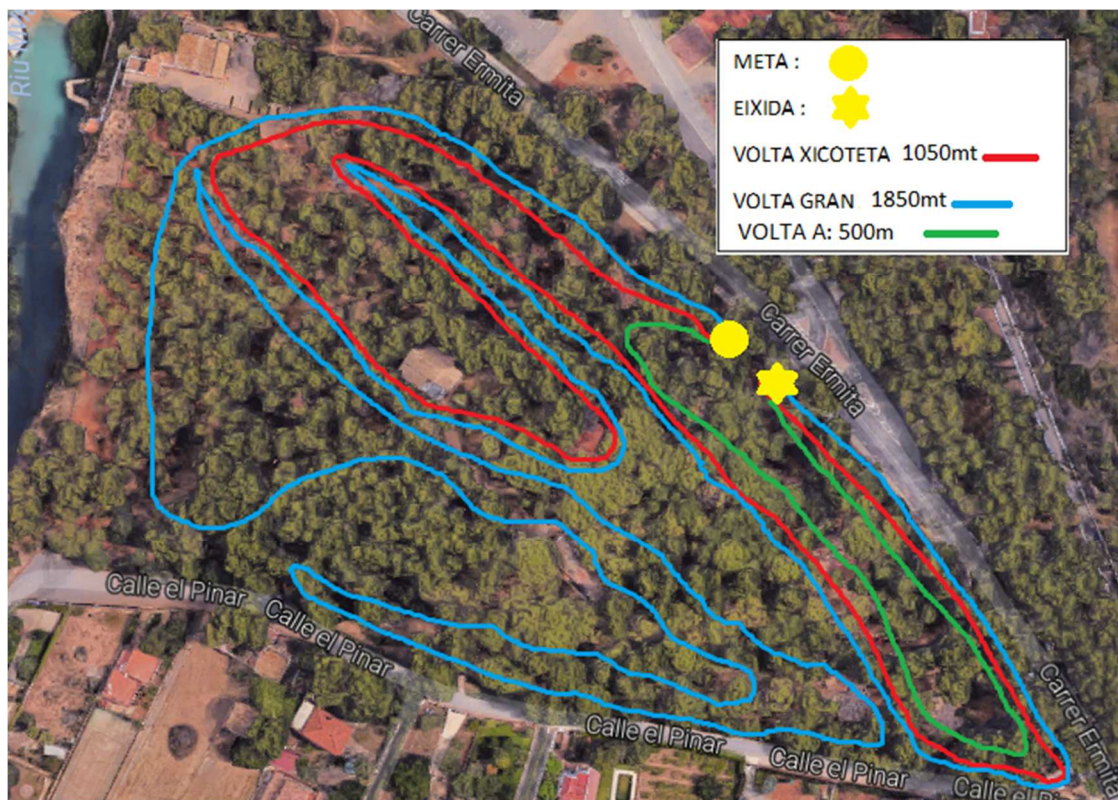 Carrer Ermita
META :
EIXIDA :
VOLTA XICOTETA 1050mt
VOLTA GRAN 1850mt
VOLTA A: 500m
Carrer Ermita
Calle el Pinar
Calle el Pinar
Carrer Ermita
Calle el Pinar
Calle el Pinar